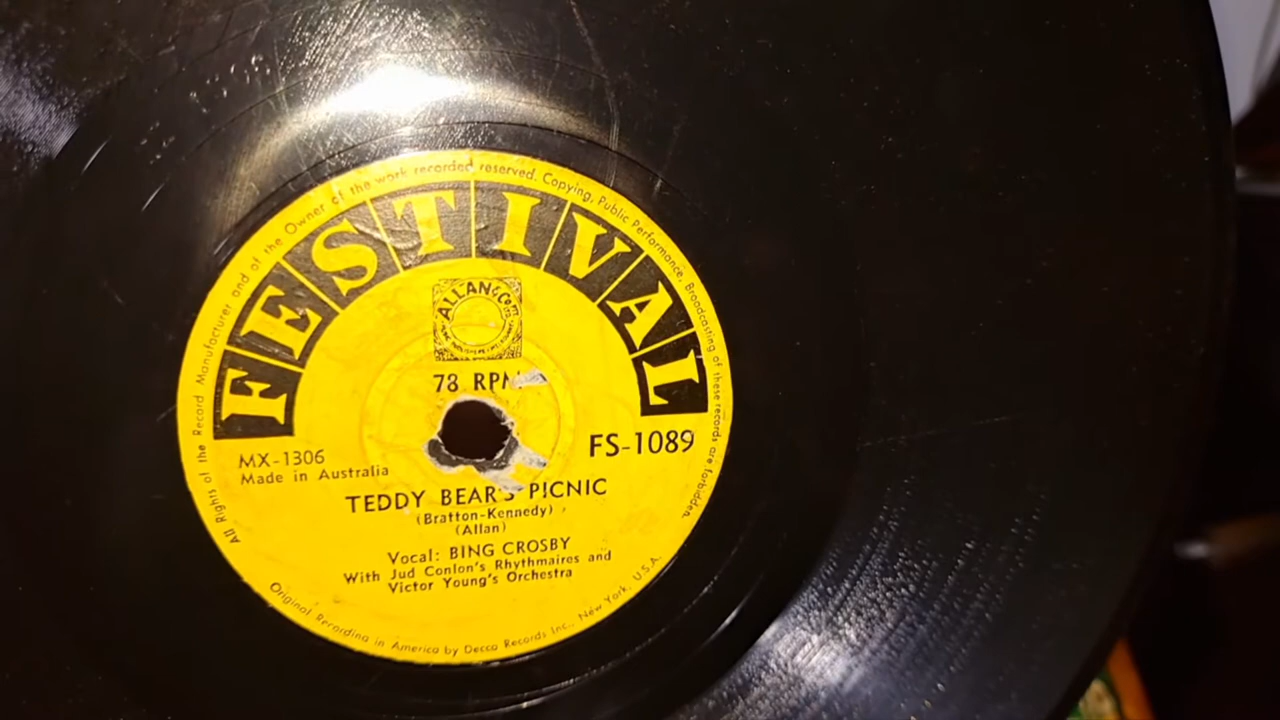 All Rights of the Record Manufacturer and of the Owner of the work recorded reserved. Copying, Public Performance, Broadcasting of these records are forbidden.
FESTIVAL
ALLAN & CO
78 RPM
MX-1306
Made in Australia
FS-1089
TEDDY BEAR'S PICNIC
(Bratton-Kennedy)
(Allan)
Vocal: BING CROSBY
With Jud Conlon's Rhythmaires and
Victor Young's Orchestra
Original Recording in America by Decca Records Inc., New York, U.S.A.